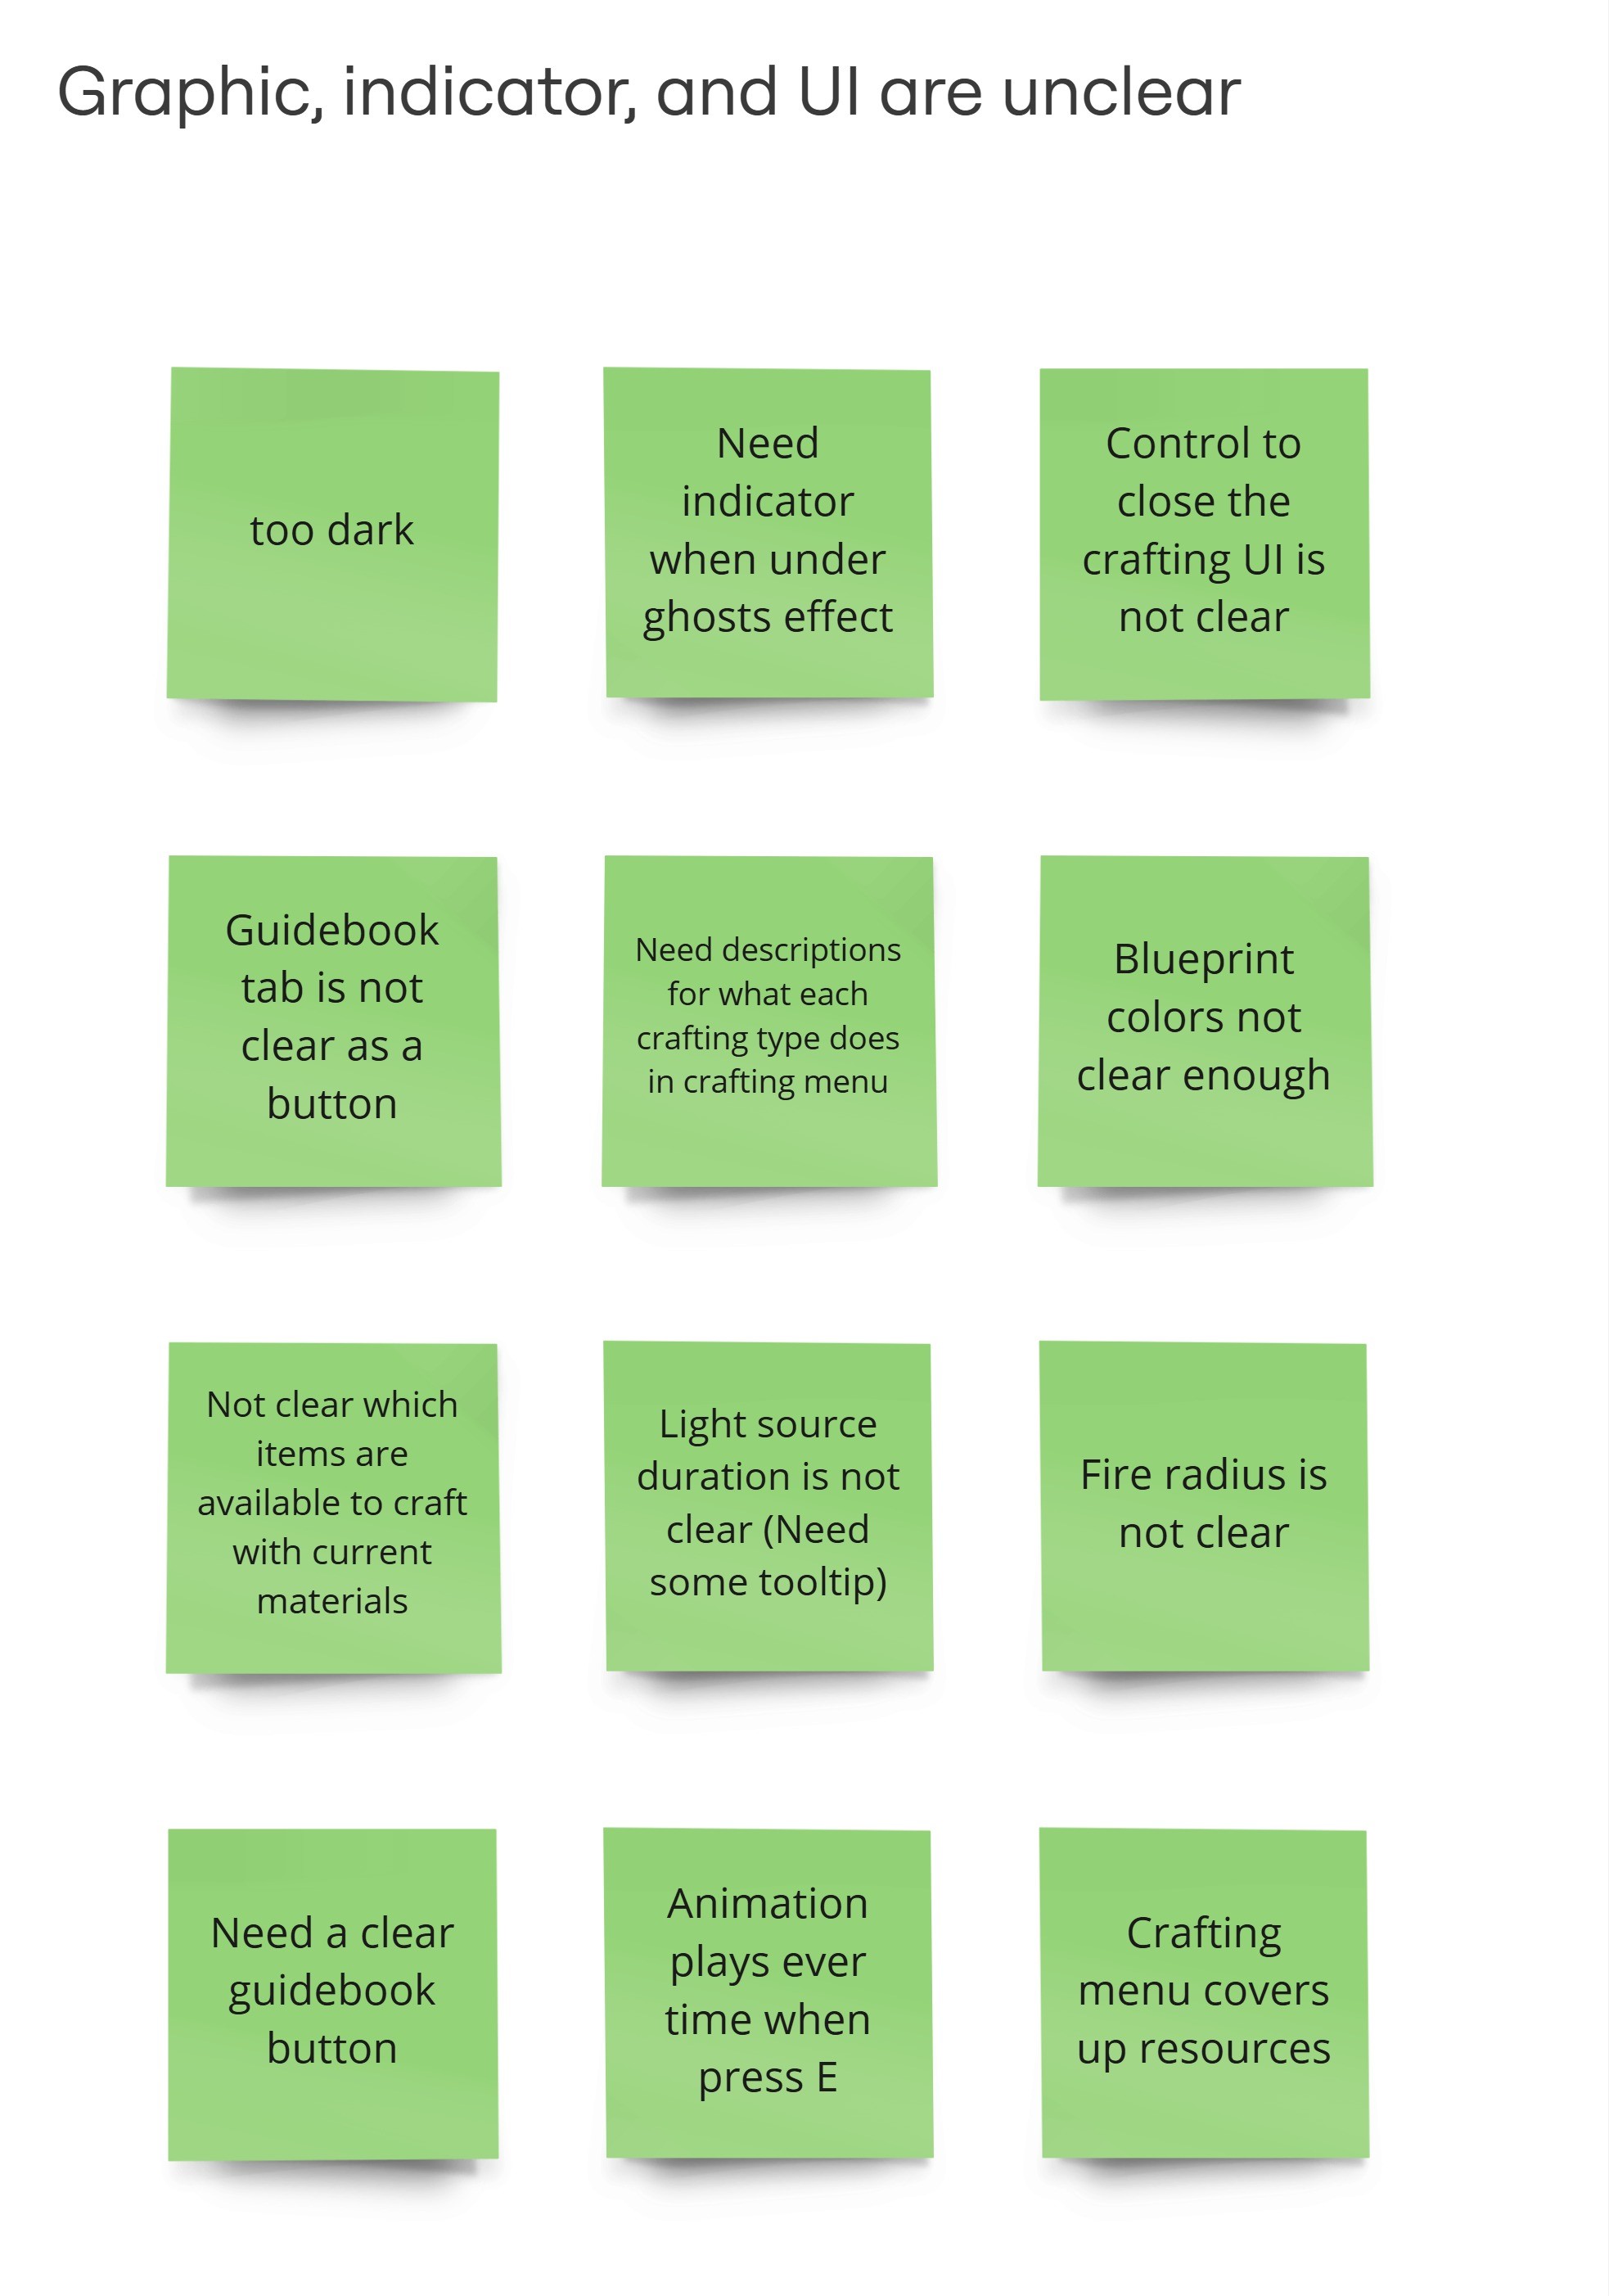 Graphic, indicator, and UI are unclear
too dark
Need
indicator
when under
ghosts effect
Control to
close the
crafting UI is
not clear
Guidebook
tab is not
clear as a
button
Need descriptions
for what each
crafting type does
in crafting menu
Blueprint
colors not
clear enough
Not clear which
items are
available to craft
with current
materials
Light source
duration is not
clear (Need
some tooltip)
Fire radius is
not clear
Need a clear
guidebook
button
Animation
plays ever
time when
press E
Crafting
menu covers
up resources